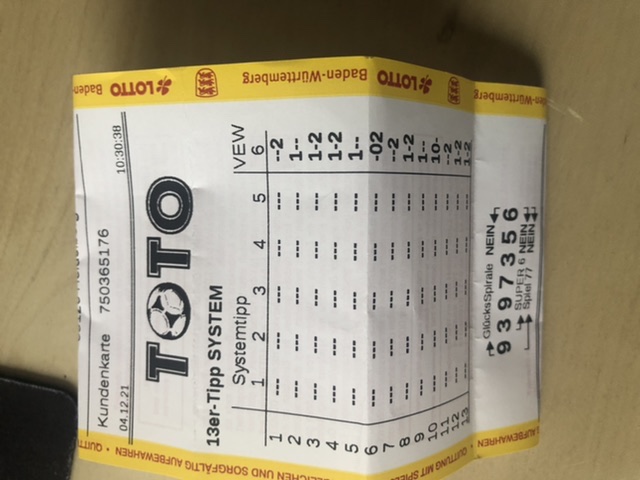 LOTTO
Baden-Württemberg
LOTTO
Baden-Württemberg
Kundenkarte 750365176
04.12.21 10:30:38
TOTO
13er-Tipp SYSTEM
Systemtipp VEW
1 2 3 4 5 6
1 --- --- --- --- --- --2
2 --- --- --- --- --- 1--
3 --- --- --- --- --- 1-2
4 --- --- --- --- --- 1-2
5 --- --- --- --- --- 1--
6 --- --- --- --- --- -02
7 --- --- --- --- --- --2
8 --- --- --- --- --- 1-2
9 --- --- --- --- --- 1--
10 --- --- --- --- --- 10-
11 --- --- --- --- --- --2
12 --- --- --- --- --- 1-2
13 --- --- --- --- --- 1-2
GlücksSpirale NEIN
9397356
SUPER 6 NEIN
Spiel 77 NEIN
UND SORGFÄLTIG AUFBEWAHREN • QUITTUNG MIT
AUFBEWAHREN •